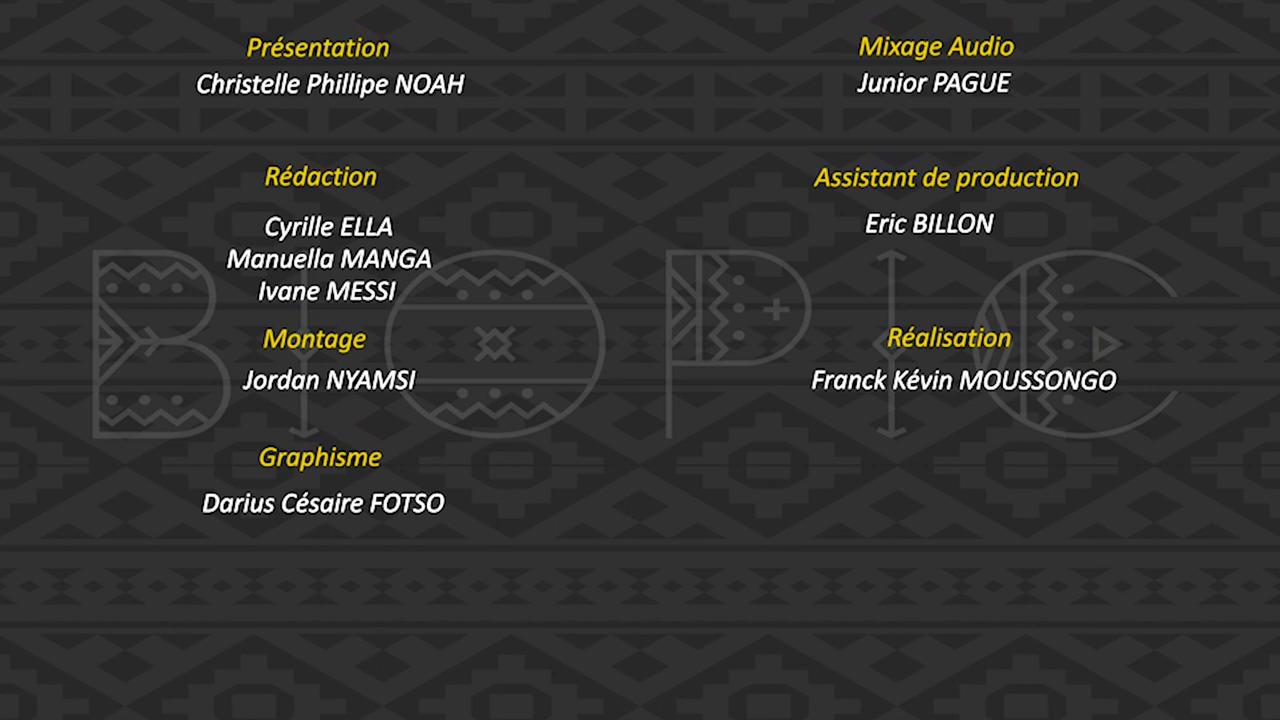 Présentation
Christelle Phillipe NOAH
Rédaction
Cyrille ELLA
Manuella MANGA
Ivane MESSI
Montage
Jordan NYAMSI
Graphisme
Darius Césaire FOTSO
Mixage Audio
Junior PAGUE
Assistant de production
Eric BILLON
Réalisation
Franck Kévin MOUSSONGO
BIOPIC